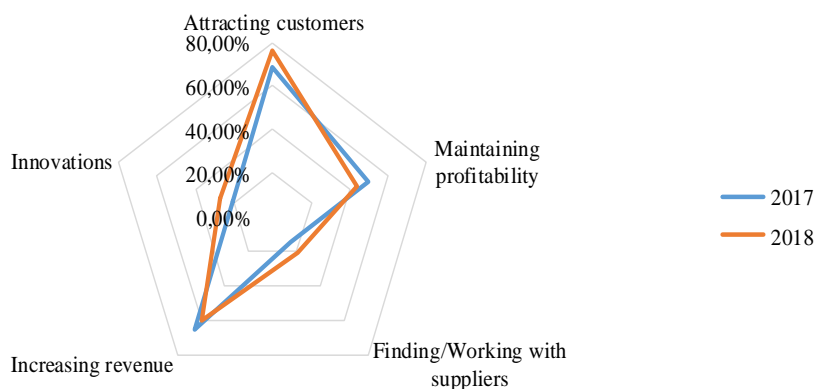 Attracting customers
80,00%
60,00%
40,00%
20,00%
0,00%
Innovations
Maintaining
profitability
2017
2018
Increasing revenue
Finding/Working with
suppliers